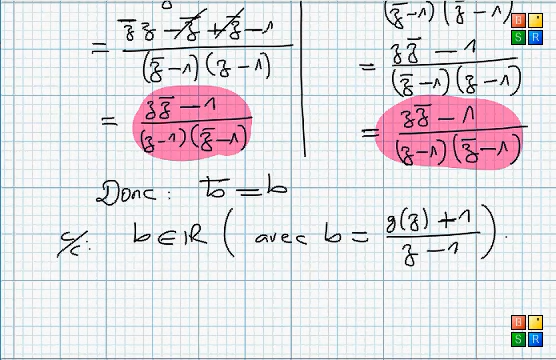 = (z̄z - z̄ + z̄ - 1) / ((z̄-1)(z-1))
= (zz̄ - 1) / ((z-1)(z̄-1))
(z̄-1)(z̄-1)
= (zz̄ - 1) / ((z̄-1)(z-1))
= (zz̄ - 1) / ((z-1)(z̄-1))
Donc : b̄ = b
c/c: b ∈ IR ( avec b = (g(z) + 1) / (z - 1) ).
B
S R
B
S R